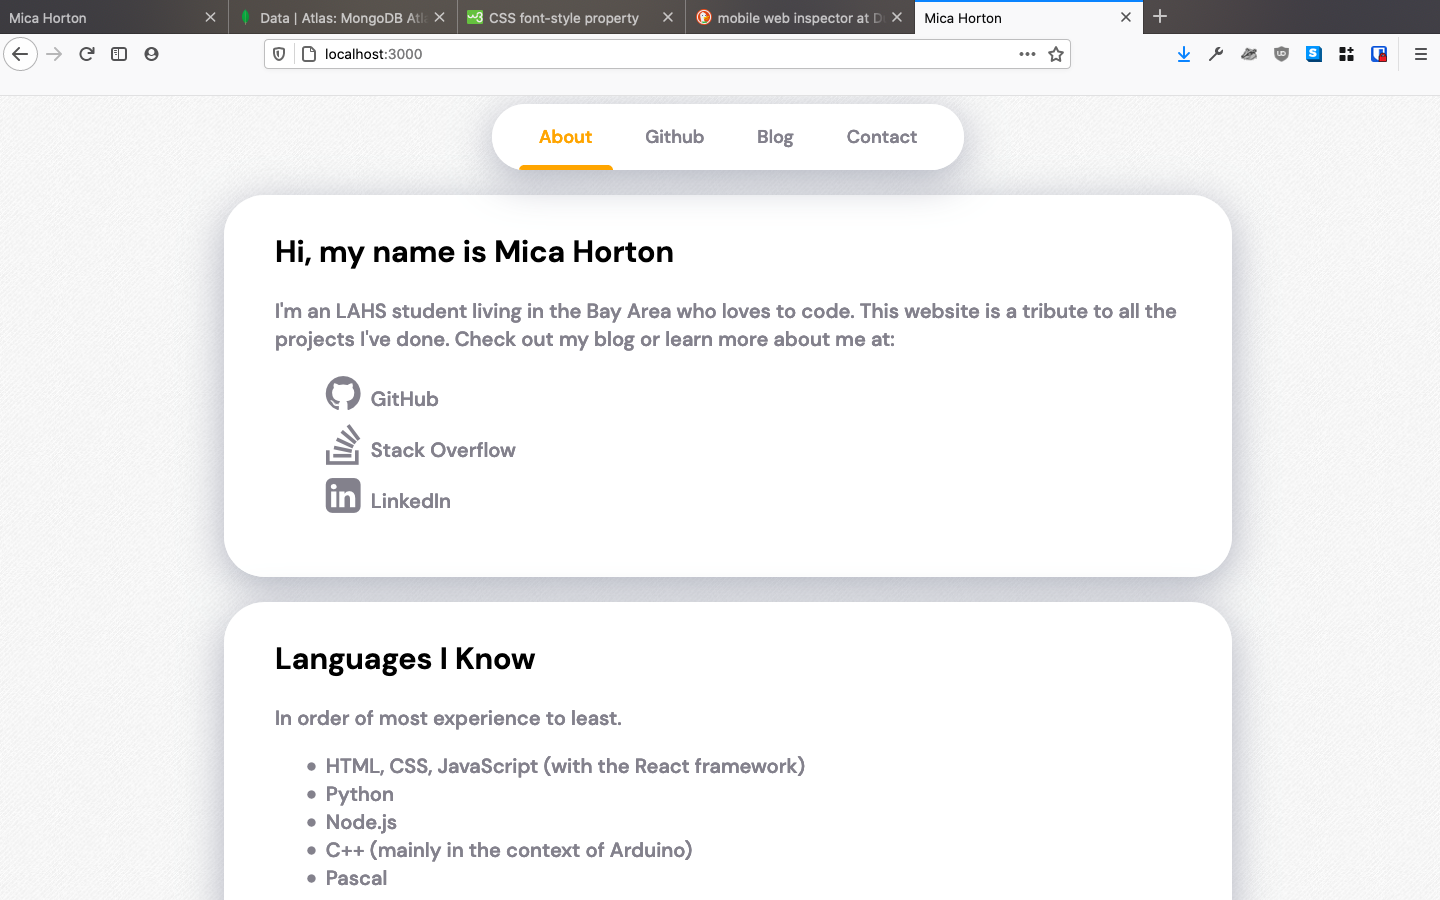 Mica Horton
Data | Atlas: MongoDB Atl
CSS font-style property
mobile web inspector at D
Mica Horton
localhost:3000
About
Github
Blog
Contact
Hi, my name is Mica Horton
I'm an LAHS student living in the Bay Area who loves to code. This website is a tribute to all the
projects I've done. Check out my blog or learn more about me at:
GitHub
Stack Overflow
LinkedIn
Languages I Know
In order of most experience to least.
HTML, CSS, JavaScript (with the React framework)
Python
Node.js
C++ (mainly in the context of Arduino)
Pascal